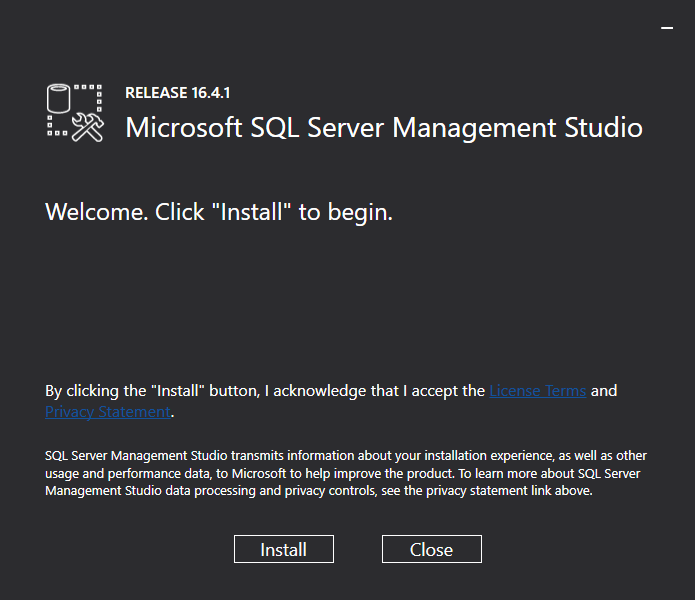 RELEASE 16.4.1
Microsoft SQL Server Management Studio
Welcome. Click "Install" to begin.
By clicking the "Install" button, I acknowledge that I accept the License Terms and
Privacy Statement.
SQL Server Management Studio transmits information about your installation experience, as well as other
usage and performance data, to Microsoft to help improve the product. To learn more about SQL Server
Management Studio data processing and privacy controls, see the privacy statement link above.
Install
Close